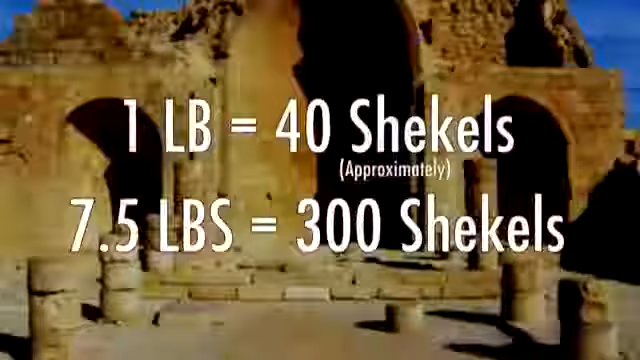 1 LB = 40 Shekels
(Approximately)
7.5 LBS = 300 Shekels